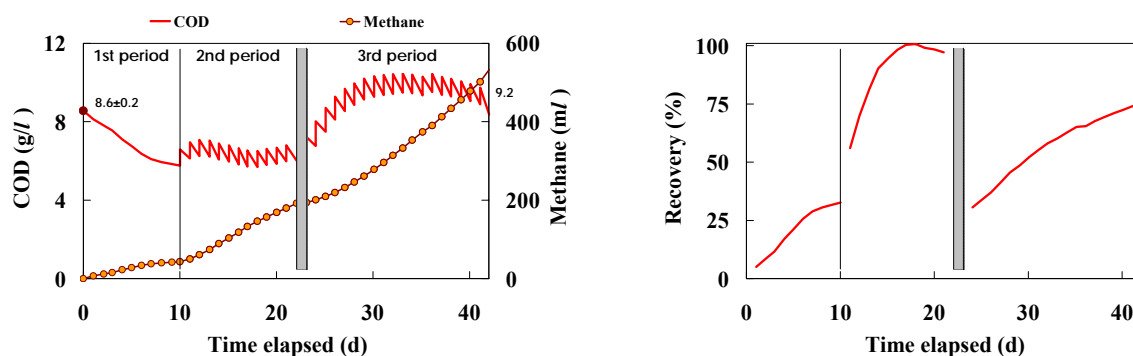 COD Methane
12 600 100
1st period 2nd period 3rd period
9.2
8.6±0.2
8 400 75
COD (g/l) Methane (ml) Recovery (%)
50
4 200
25
0 0 0
0 10 20 30 40 0 10 20 30 40
Time elapsed (d) Time elapsed (d)